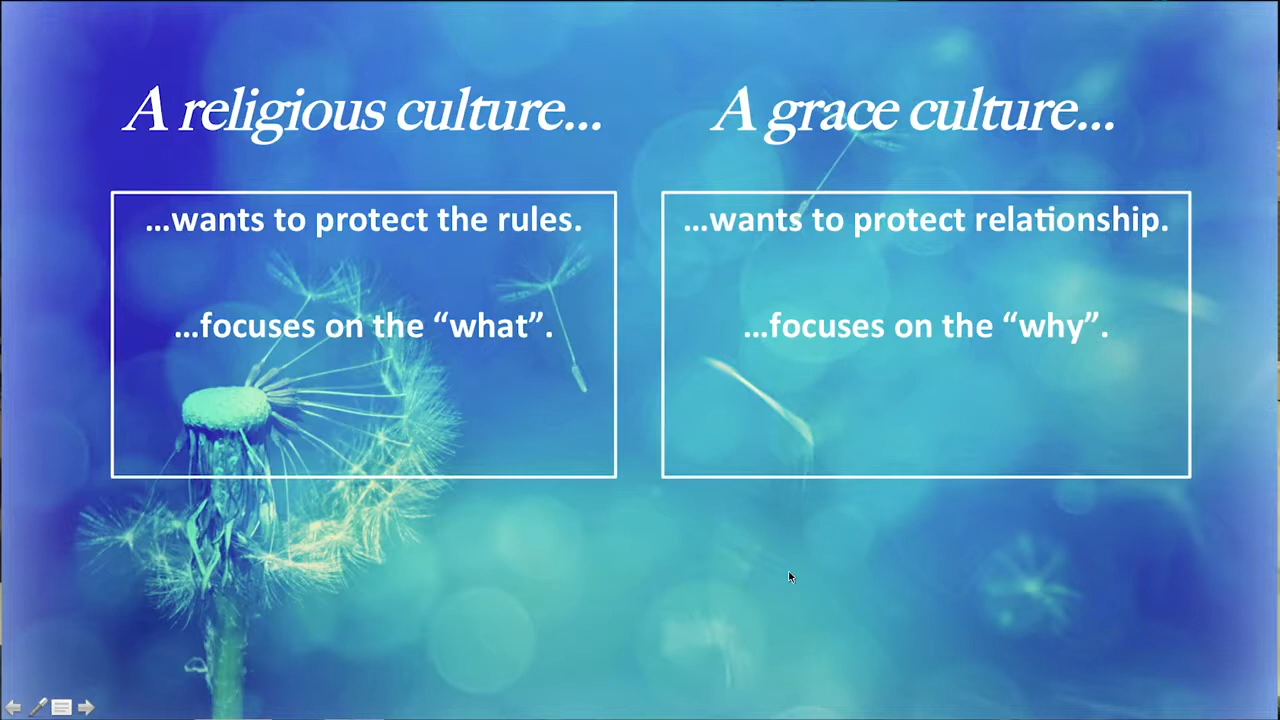 A religious culture...
...wants to protect the rules.
...focuses on the “what”.
A grace culture...
...wants to protect relationship.
...focuses on the “why”.